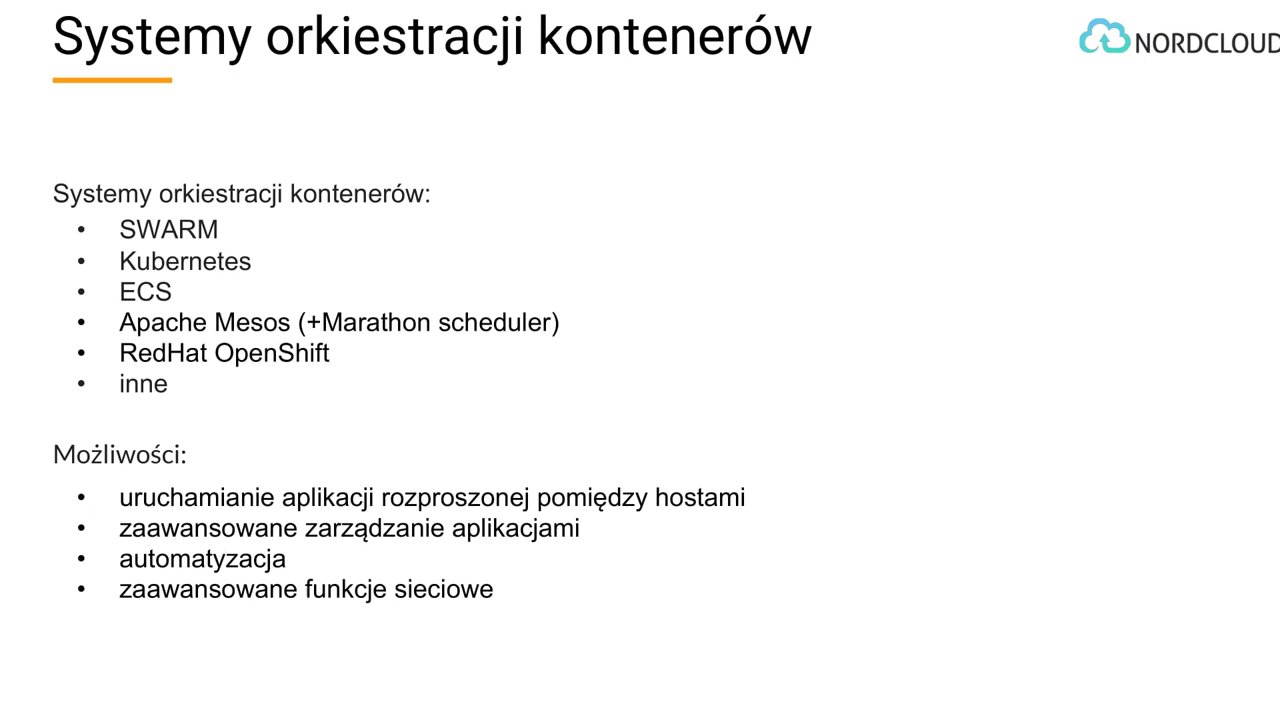 Systemy orkiestracji kontenerów
NORDCLOUD
Systemy orkiestracji kontenerów:
• SWARM
• Kubernetes
• ECS
• Apache Mesos (+Marathon scheduler)
• RedHat OpenShift
• inne
Możliwości:
• uruchamianie aplikacji rozproszonej pomiędzy hostami
• zaawansowane zarządzanie aplikacjami
• automatyzacja
• zaawansowane funkcje sieciowe